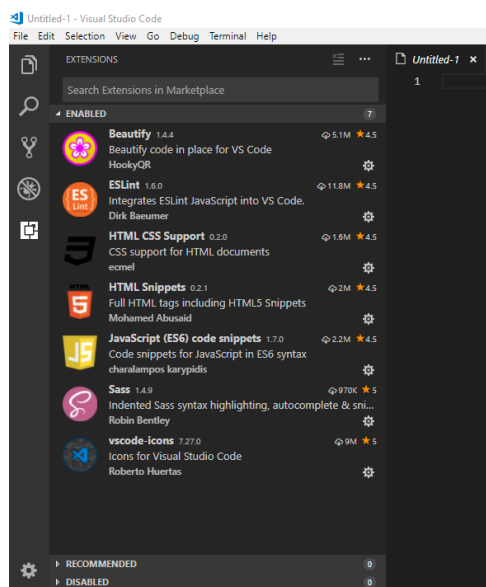 Untitled-1 - Visual Studio Code
File Edit Selection View Go Debug Terminal Help
EXTENSIONS
Untitled-1
1
Search Extensions in Marketplace
ENABLED 7
Beautify 1.4.4 5.1M 4.5
Beautify code in place for VS Code
HookyQR
ES Lint
ESLint 1.6.0 11.8M 4.5
Integrates ESLint JavaScript into VS Code.
Dirk Baeumer
HTML CSS Support 0.2.0 1.6M 4.5
CSS support for HTML documents
ecmel
HTML Snippets 0.2.1 2M 4.5
Full HTML tags including HTML5 Snippets
Mohamed Abusaid
JS
JavaScript (ES6) code snippets 1.7.0 2.2M 4.5
Code snippets for JavaScript in ES6 syntax
charalampos karypidis
Sass 1.4.9 970K 5
Indented Sass syntax highlighting, autocomplete & sni...
Robin Bentley
vscode-icons 7.27.0 9M 5
Icons for Visual Studio Code
Roberto Huertas
RECOMMENDED 0
DISABLED 0